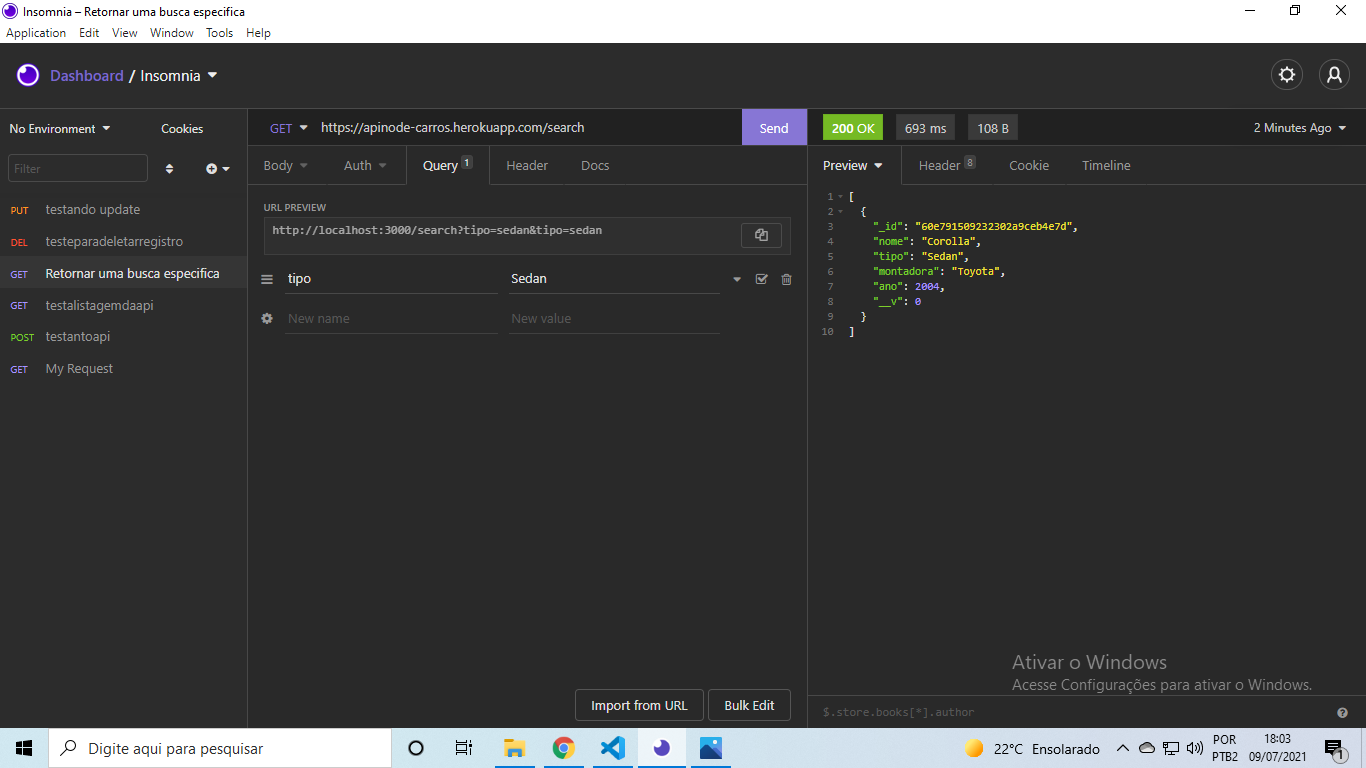 Insomnia – Retornar uma busca especifica
Application Edit View Window Tools Help
Dashboard / Insomnia
No Environment Cookies
GET https://apinode-carros.herokuapp.com/search Send
200 OK 693 ms 108 B 2 Minutes Ago
Filter
Body Auth Query 1 Header Docs
Preview Header 8 Cookie Timeline
PUT testando update
DEL testeparadeletarregistro
GET Retornar uma busca especifica
GET testalistagemdaapi
POST testantoapi
GET My Request
URL PREVIEW
http://localhost:3000/search?tipo=sedan&tipo=sedan
tipo Sedan
New name New value
Import from URL Bulk Edit
1 [
2 {
3 "_id": "60e791509232302a9ceb4e7d",
4 "nome": "Corolla",
5 "tipo": "Sedan",
6 "montadora": "Toyota",
7 "ano": 2004,
8 "__v": 0
9 }
10 ]
Ativar o Windows
Acesse Configurações para ativar o Windows.
$.store.books[*].author
Digite aqui para pesquisar
22°C Ensolarado
POR
PTB2
18:03
09/07/2021
1